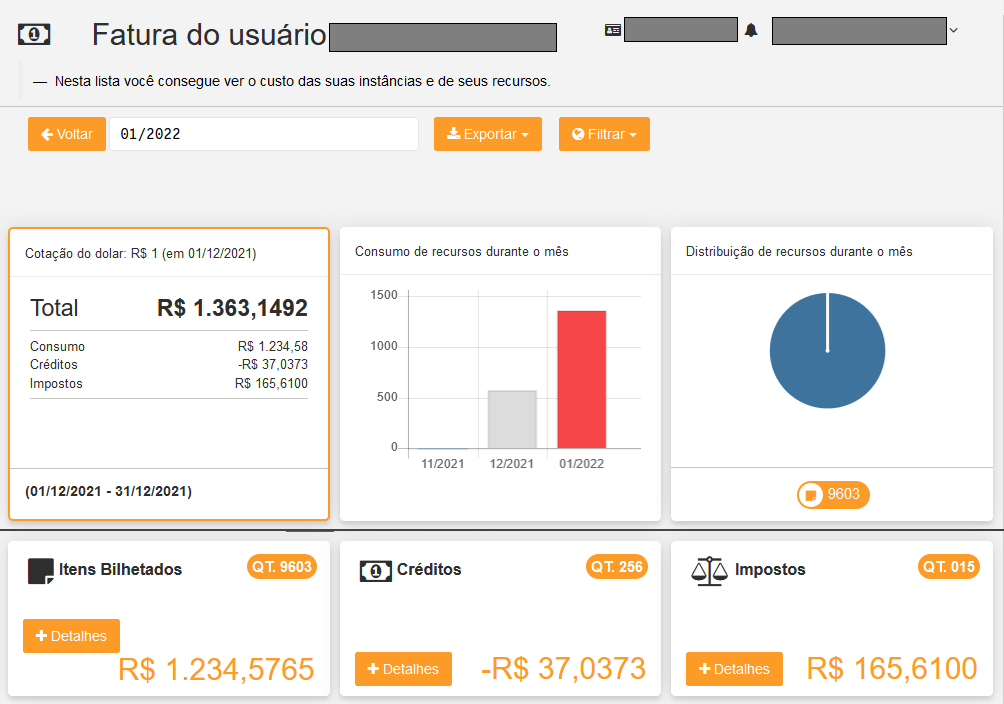 Fatura do usuário
— Nesta lista você consegue ver o custo das suas instâncias e de seus recursos.
Voltar
01/2022
Exportar
Filtrar
Cotação do dolar: R$ 1 (em 01/12/2021)
Total R$ 1.363,1492
Consumo R$ 1.234,58
Créditos -R$ 37,0373
Impostos R$ 165,6100
(01/12/2021 - 31/12/2021)
Consumo de recursos durante o mês
1500
1000
500
0
11/2021 12/2021 01/2022
Distribuição de recursos durante o mês
9603
Itens Bilhetados QT. 9603
+ Detalhes
R$ 1.234,5765
Créditos QT. 256
+ Detalhes -R$ 37,0373
Impostos QT. 015
+ Detalhes R$ 165,6100